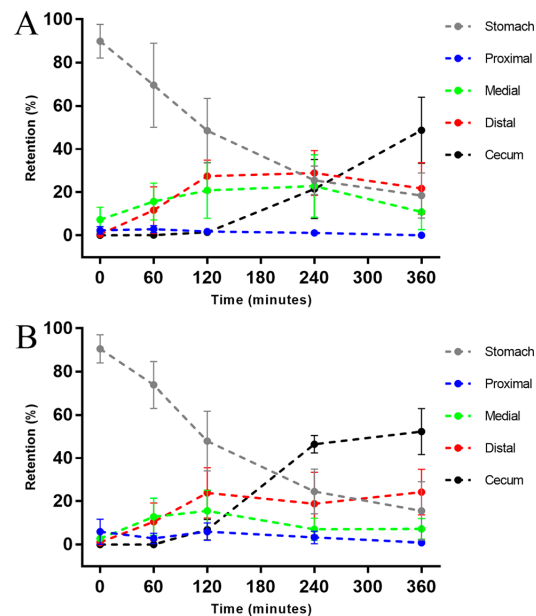 A
100
80
60
40
20
0
Retention (%)
0 60 120 180 240 300 360
Time (minutes)
Stomach
Proximal
Medial
Distal
Cecum
B
100
80
60
40
20
0
Retention (%)
0 60 120 180 240 300 360
Time (minutes)
Stomach
Proximal
Medial
Distal
Cecum